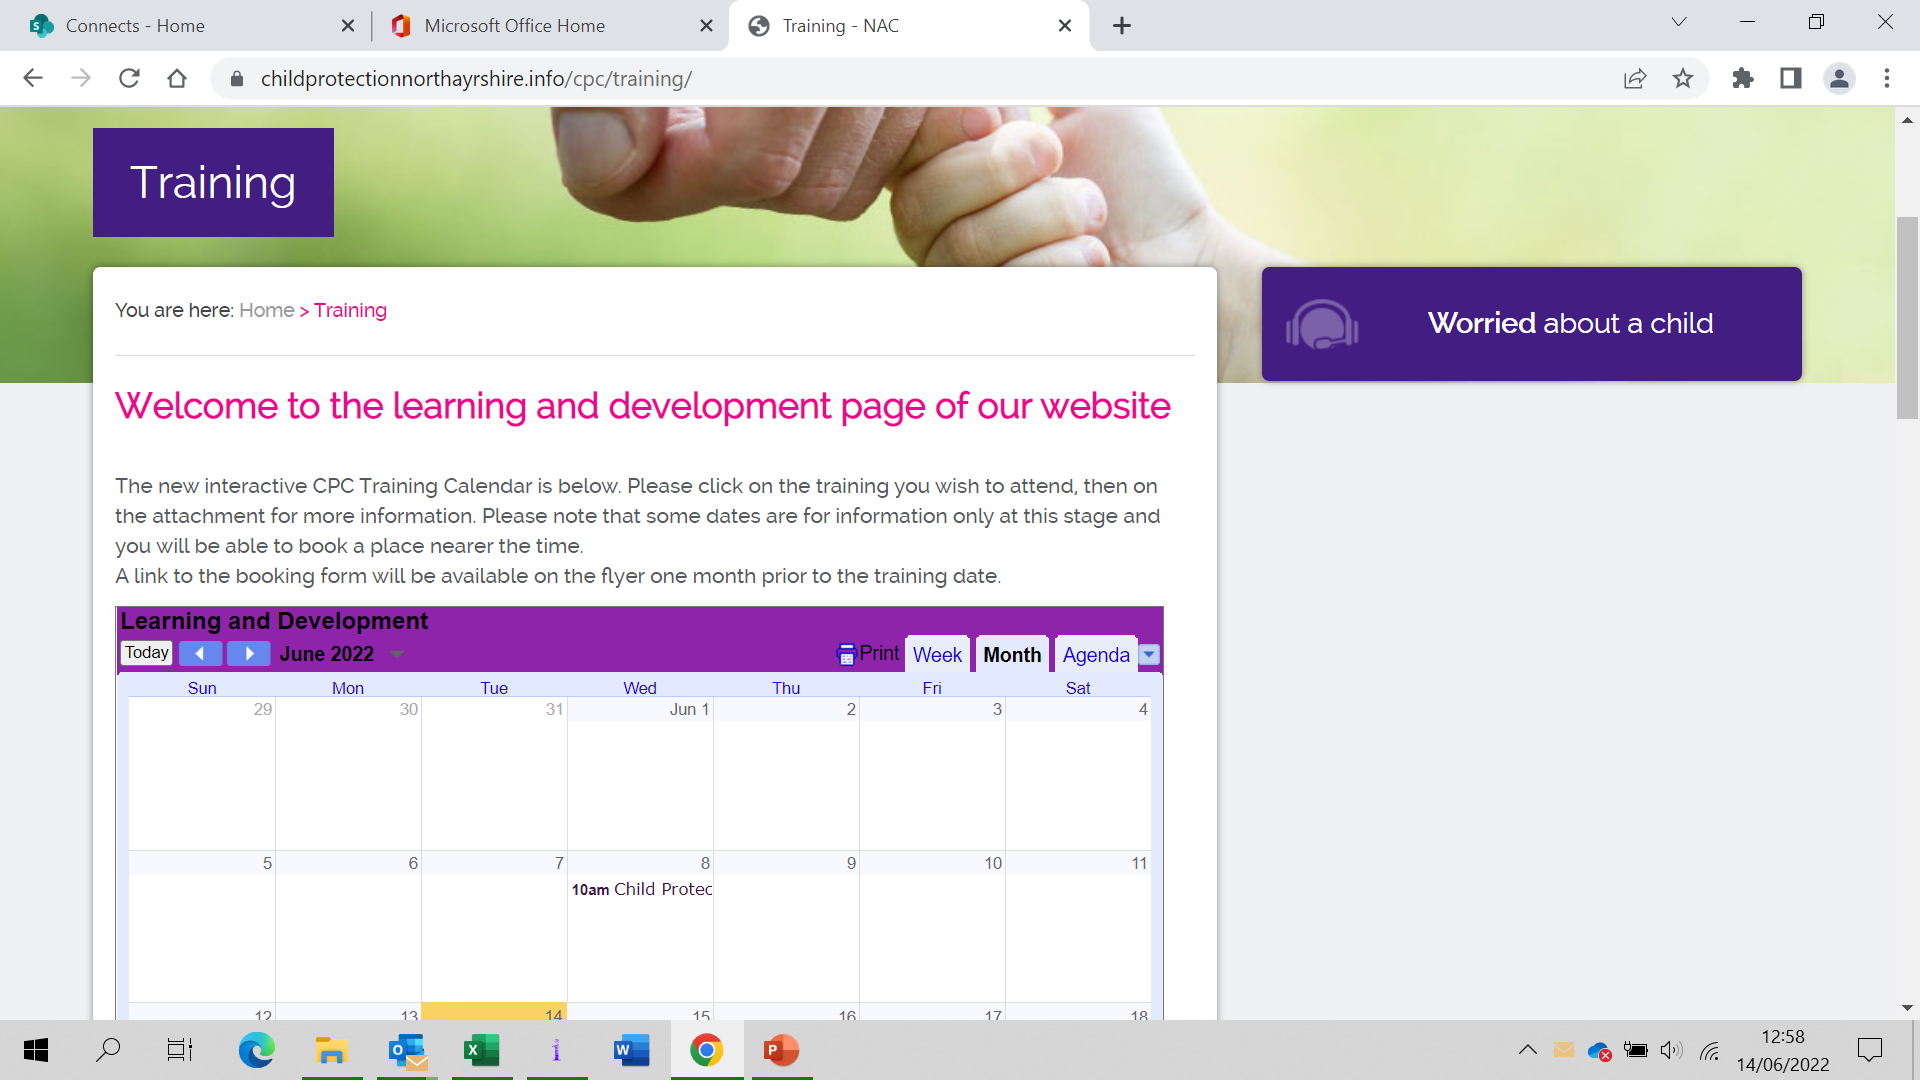 Connects - Home
Microsoft Office Home
Training - NAC
childprotectionnorthayrshire.info/cpc/training/
Training
You are here: Home > Training
Worried about a child
Welcome to the learning and development page of our website
The new interactive CPC Training Calendar is below. Please click on the training you wish to attend, then on
the attachment for more information. Please note that some dates are for information only at this stage and
you will be able to book a place nearer the time.
A link to the booking form will be available on the flyer one month prior to the training date.
Learning and Development
Today June 2022 Print Week Month Agenda
Sun Mon Tue Wed Thu Fri Sat
29 30 31 Jun 1 2 3 4
5 6 7 8 9 10 11
10am Child Protec
12 13 14 15 16 17 18
12:58
14/06/2022